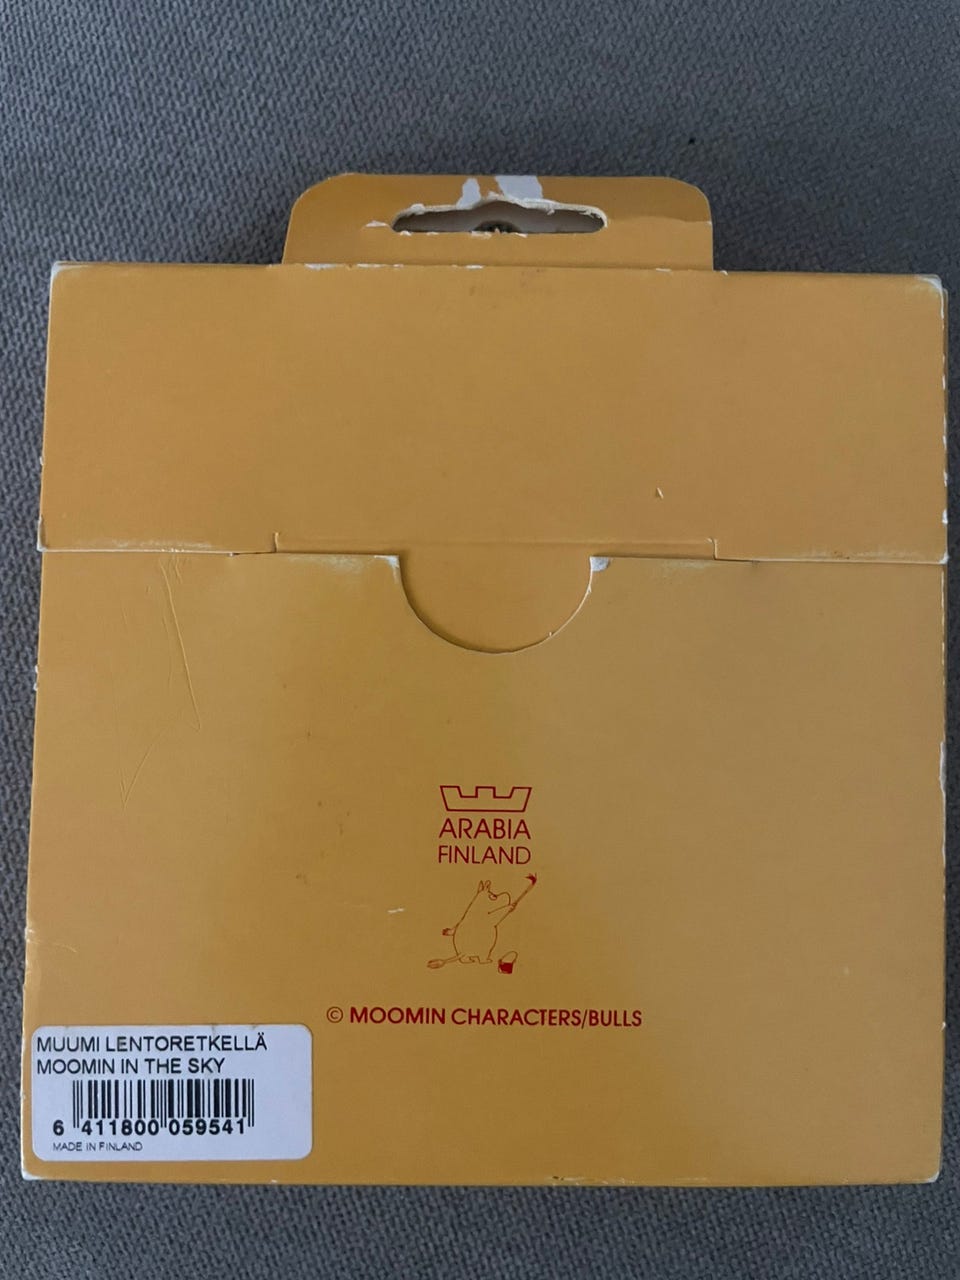 ARABIA
FINLAND
© MOOMIN CHARACTERS/BULLS
MUUMI LENTORETKELLÄ
MOOMIN IN THE SKY
6 411800 059541
MADE IN FINLAND